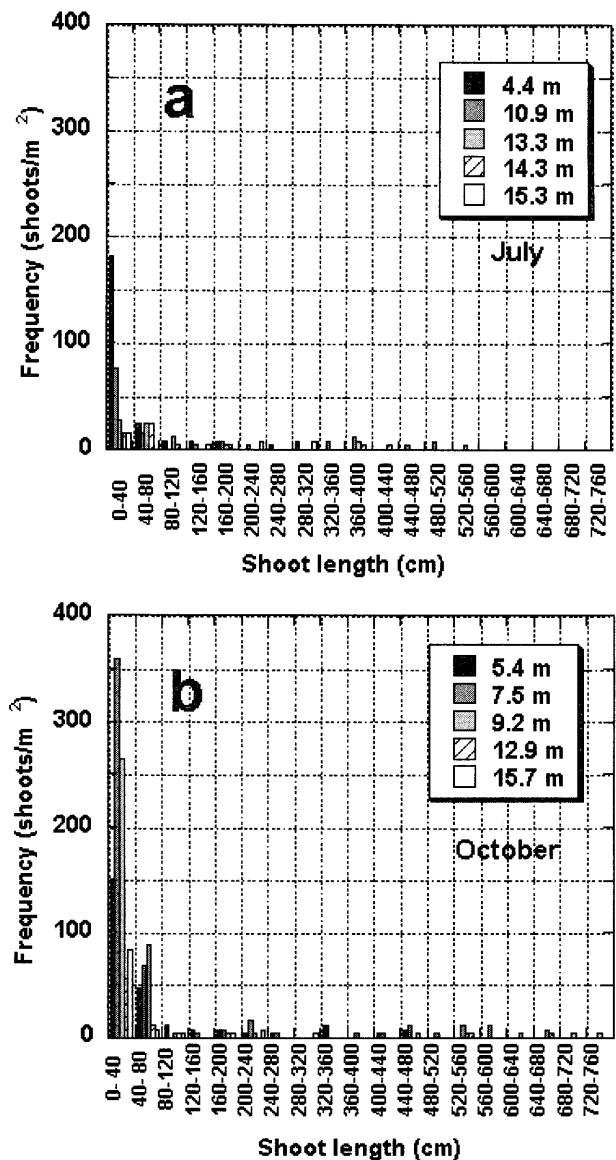 400
300
200
100
0
Frequency (shoots/m 2)
a
4.4 m
10.9 m
13.3 m
14.3 m
15.3 m
July
0-40
40-80
80-120
120-160
160-200
200-240
240-280
280-320
320-360
360-400
400-440
440-480
480-520
520-560
560-600
600-640
640-680
680-720
720-760
Shoot length (cm)
400
300
200
100
0
Frequency (shoots/m 2)
b
5.4 m
7.5 m
9.2 m
12.9 m
15.7 m
October
0-40
40-80
80-120
120-160
160-200
200-240
240-280
280-320
320-360
360-400
400-440
440-480
480-520
520-560
560-600
600-640
640-680
680-720
720-760
Shoot length (cm)